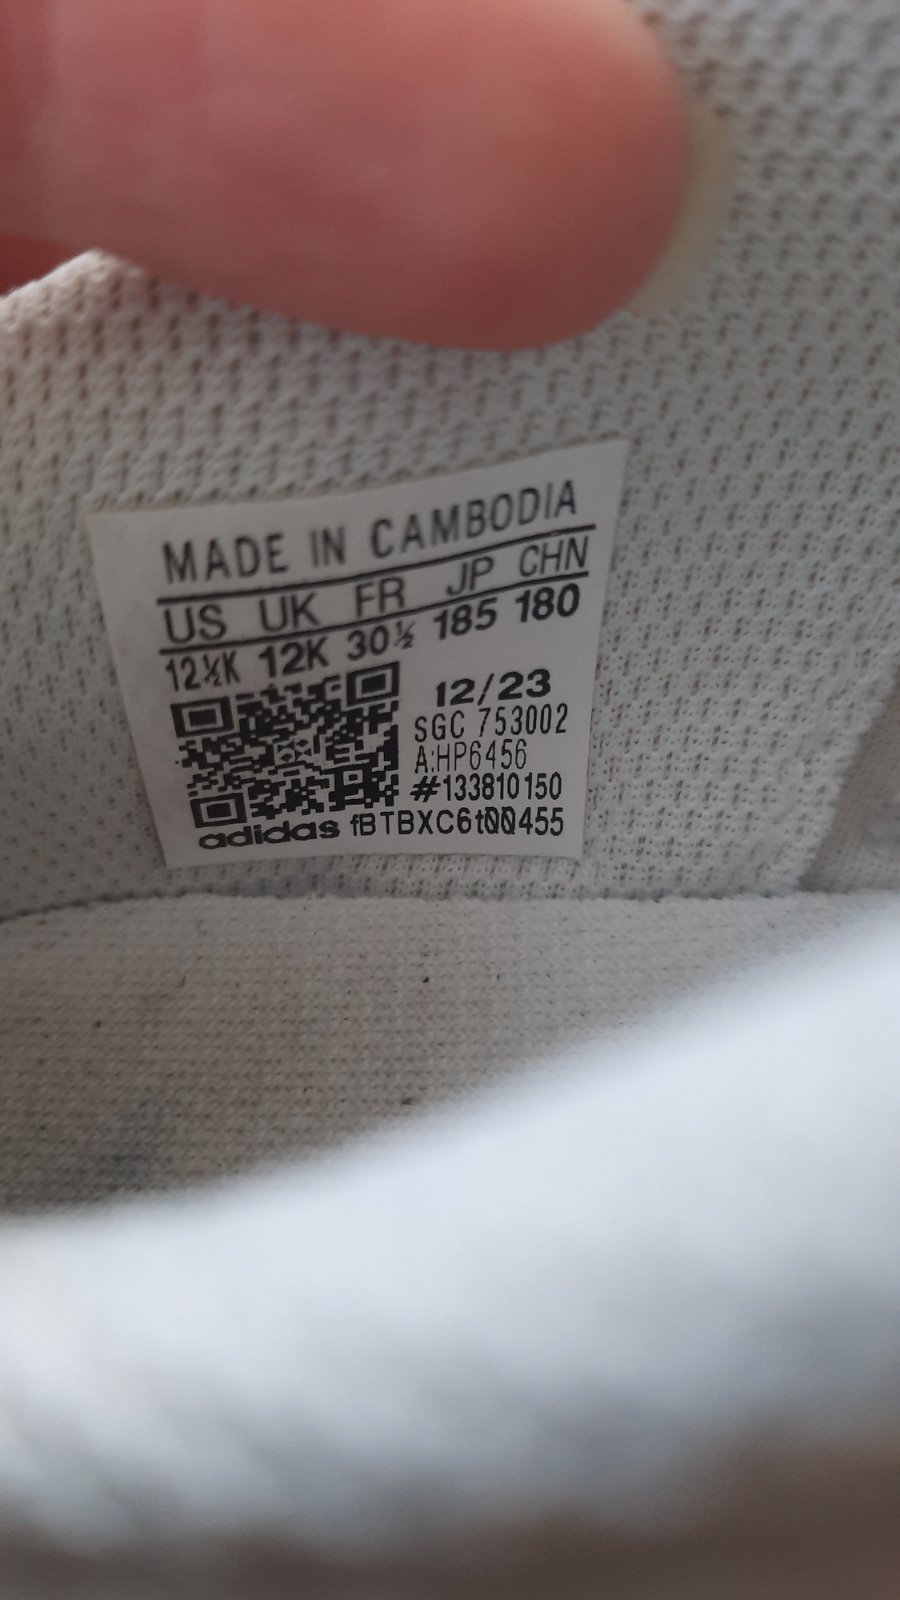 MADE IN CAMBODIA
US UK FR JP CHN
12½K 12K 30½ 185 180
12/23
SGC 753002
A:HP6456
#133810150
adidas fBTBXC6t00455